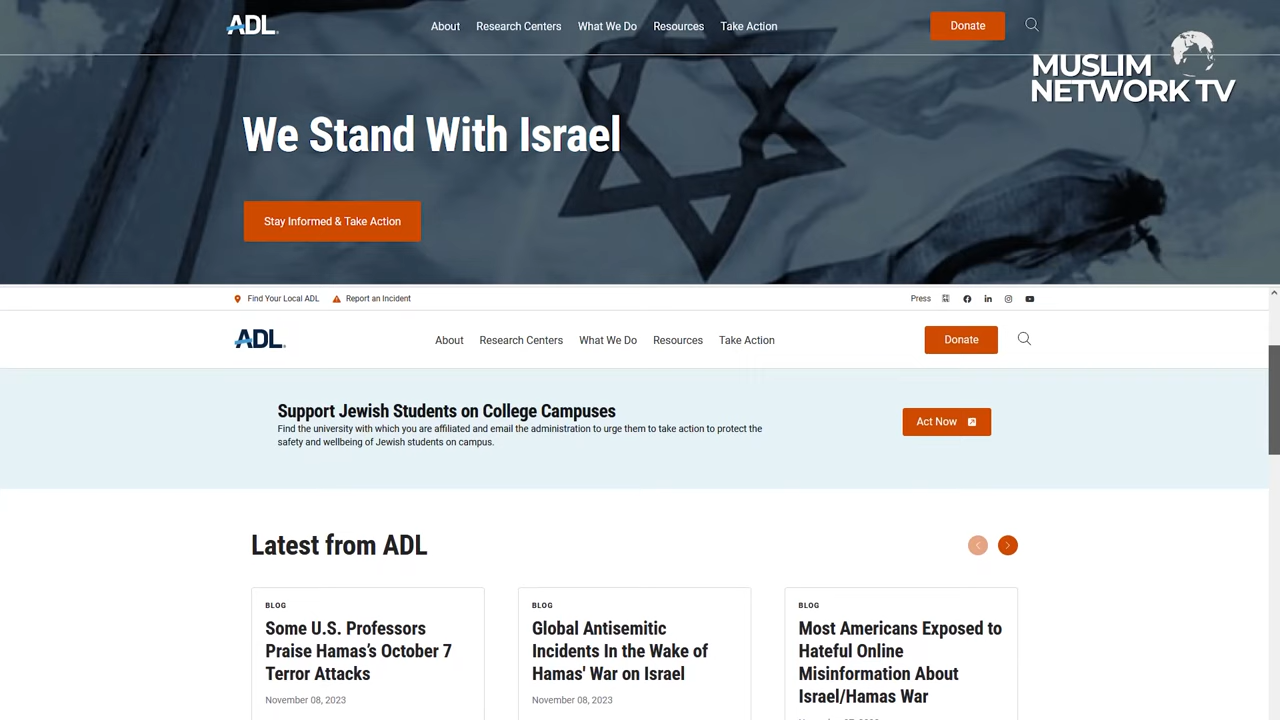 ADL
About Research Centers What We Do Resources Take Action
Donate
MUSLIM
NETWORK TV
We Stand With Israel
Stay Informed & Take Action
Find Your Local ADL Report an Incident
Press
ADL
About Research Centers What We Do Resources Take Action
Donate
Support Jewish Students on College Campuses
Find the university with which you are affiliated and email the administration to urge them to take action to protect the
safety and wellbeing of Jewish students on campus.
Act Now
Latest from ADL
BLOG
Some U.S. Professors
Praise Hamas’s October 7
Terror Attacks
November 08, 2023
BLOG
Global Antisemitic
Incidents In the Wake of
Hamas' War on Israel
November 08, 2023
BLOG
Most Americans Exposed to
Hateful Online
Misinformation About
Israel/Hamas War